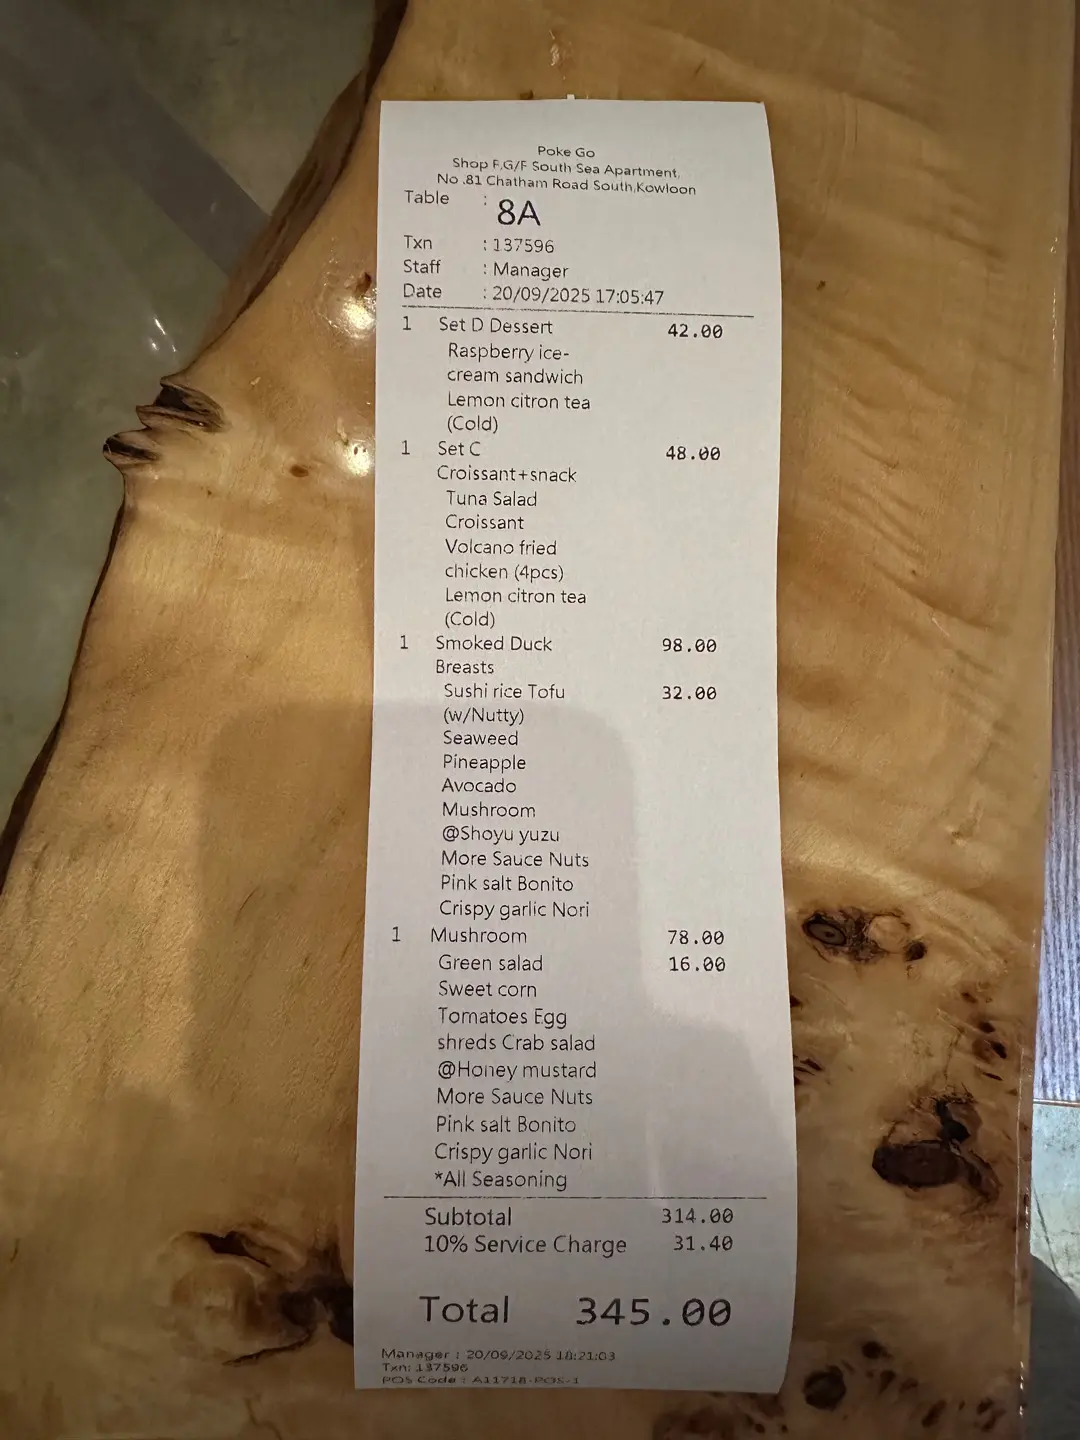 Poke Go
Shop F,G/F South Sea Apartment,
No .81 Chatham Road South,Kowloon
Table : 8A
Txn : 137596
Staff : Manager
Date : 20/09/2025 17:05:47
1 Set D Dessert 42.00
Raspberry ice-
cream sandwich
Lemon citron tea
(Cold)
1 Set C 48.00
Croissant+snack
Tuna Salad
Croissant
Volcano fried
chicken (4pcs)
Lemon citron tea
(Cold)
1 Smoked Duck 98.00
Breasts
Sushi rice Tofu 32.00
(w/Nutty)
Seaweed
Pineapple
Avocado
Mushroom
@Shoyu yuzu
More Sauce Nuts
Pink salt Bonito
Crispy garlic Nori
1 Mushroom 78.00
Green salad 16.00
Sweet corn
Tomatoes Egg
shreds Crab salad
@Honey mustard
More Sauce Nuts
Pink salt Bonito
Crispy garlic Nori
*All Seasoning
Subtotal 314.00
10% Service Charge 31.40
Total 345.00
Manager : 20/09/2025 18:21:03
Txn: 137596
POS Code : A11718-POS-1